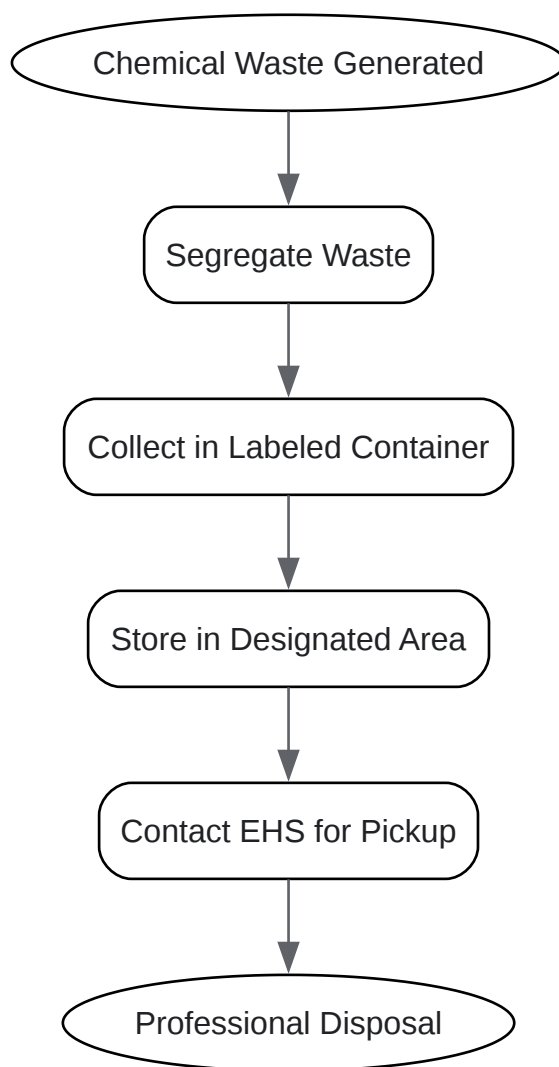 Chemical Waste Generated
Segregate Waste
Collect in Labeled Container
Store in Designated Area
Contact EHS for Pickup
Professional Disposal